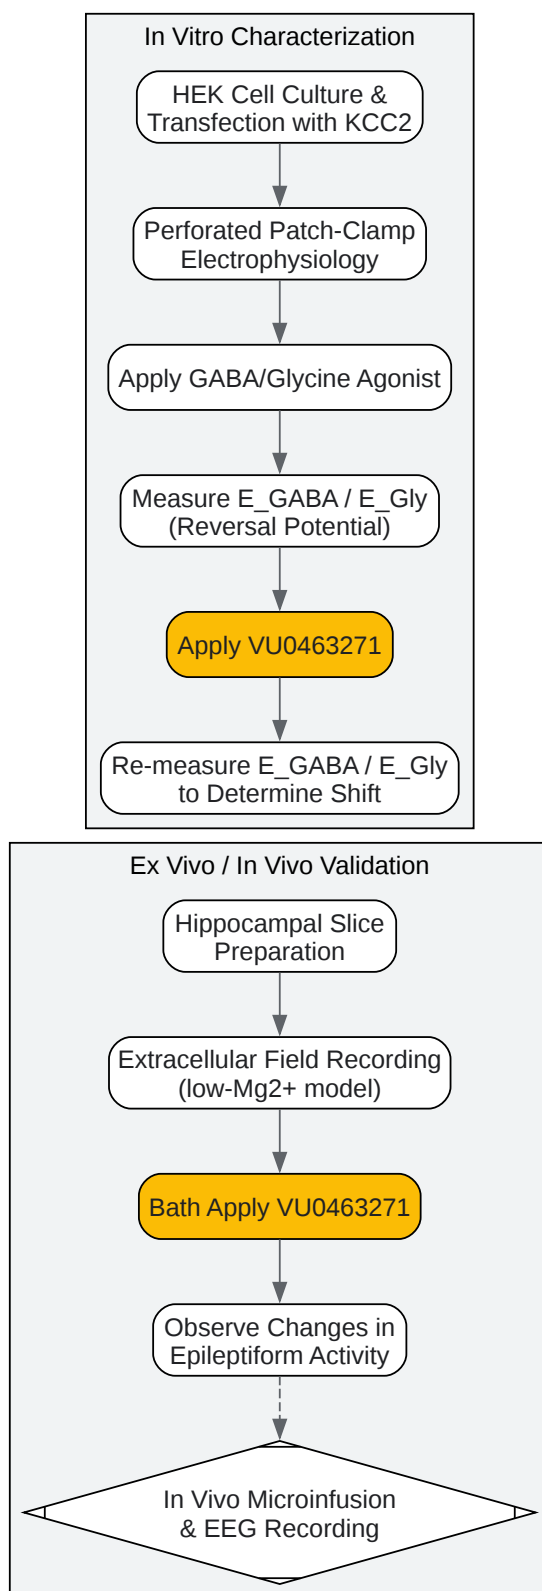 In Vitro Characterization
HEK Cell Culture &
Transfection with KCC2
Perforated Patch-Clamp
Electrophysiology
Apply GABA/Glycine Agonist
Measure E_GABA / E_Gly
(Reversal Potential)
Apply VU0463271
Re-measure E_GABA / E_Gly
to Determine Shift
Ex Vivo / In Vivo Validation
Hippocampal Slice
Preparation
Extracellular Field Recording
(low-Mg2+ model)
Bath Apply VU0463271
Observe Changes in
Epileptiform Activity
In Vivo Microinfusion
& EEG Recording